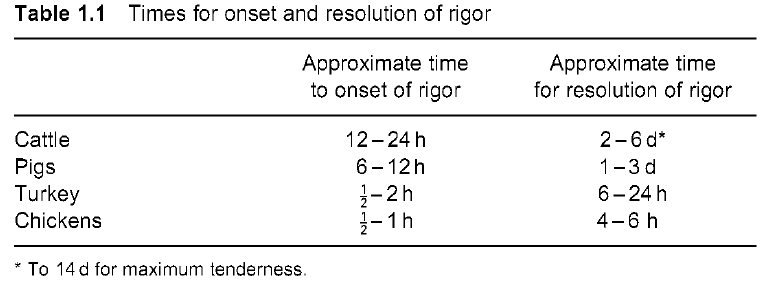 Table 1.1 Times for onset and resolution of rigor
Approximate time Approximate time
to onset of rigor for resolution of rigor
Cattle 12–24 h 2–6 d*
Pigs 6–12 h 1–3 d
Turkey ½–2 h 6–24 h
Chickens ½–1 h 4–6 h
* To 14 d for maximum tenderness.